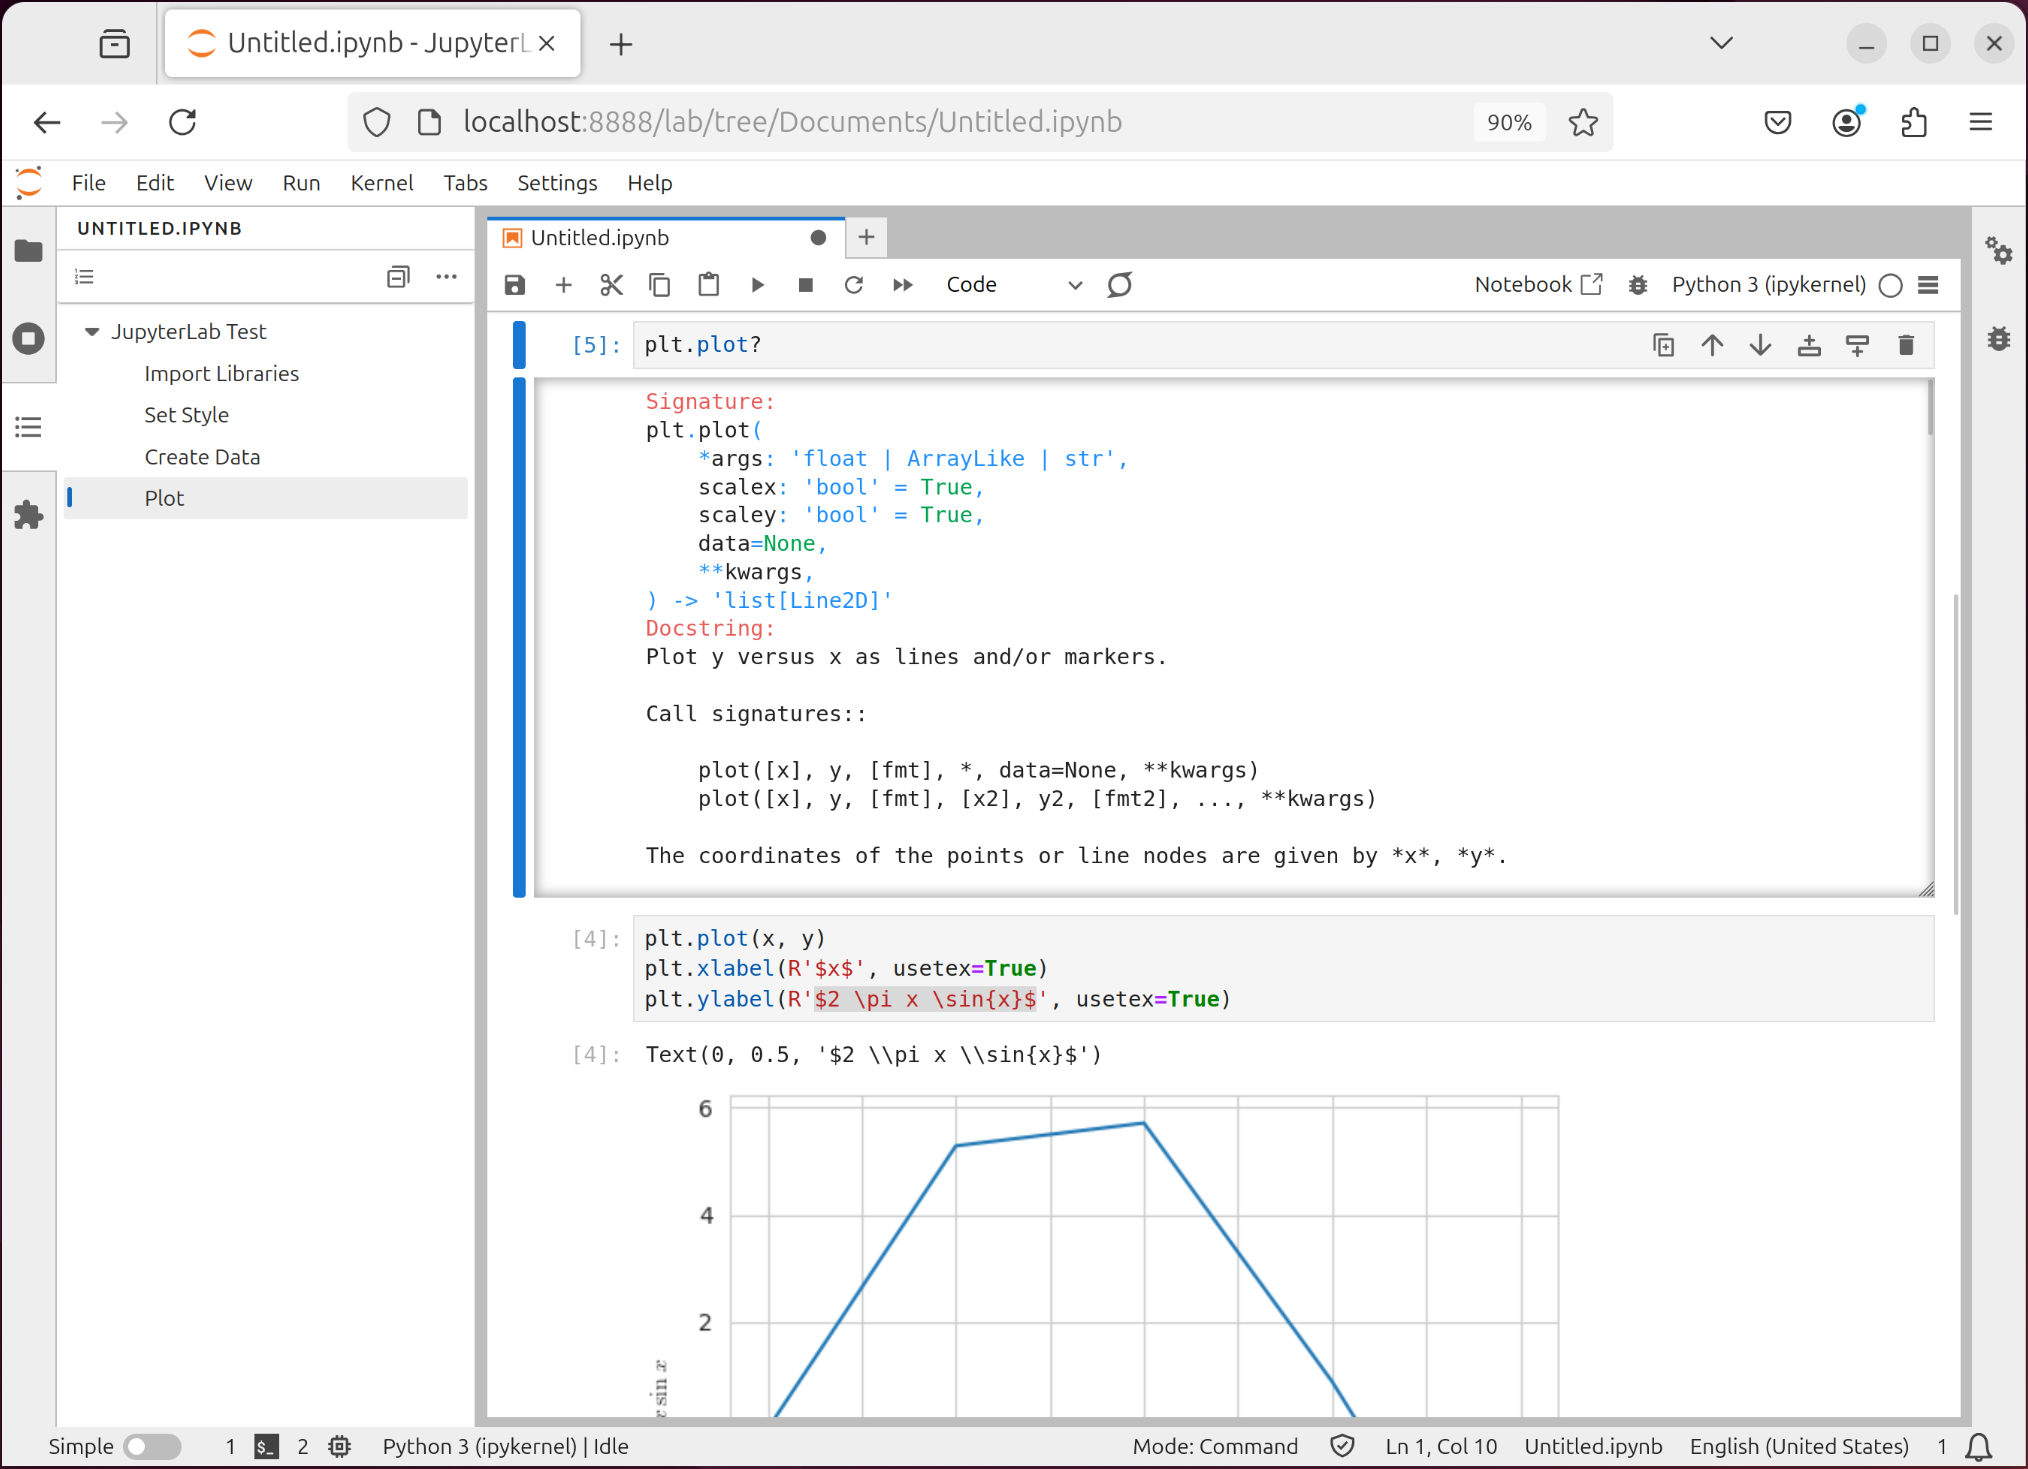 Untitled.ipynb - JupyterL
localhost:8888/lab/tree/Documents/Untitled.ipynb
90%
File Edit View Run Kernel Tabs Settings Help
UNTITLED.IPYNB
JupyterLab Test
Import Libraries
Set Style
Create Data
Plot
Untitled.ipynb
Code
Notebook
Python 3 (ipykernel)
[5]: plt.plot?
Signature:
plt.plot(
    *args: 'float | ArrayLike | str',
    scalex: 'bool' = True,
    scaley: 'bool' = True,
    data=None,
    **kwargs,
) -> 'list[Line2D]'
Docstring:
Plot y versus x as lines and/or markers.
Call signatures::
    plot([x], y, [fmt], *, data=None, **kwargs)
    plot([x], y, [fmt], [x2], y2, [fmt2], ..., **kwargs)
The coordinates of the points or line nodes are given by *x*, *y*.
[4]: plt.plot(x, y)
plt.xlabel(R'$x$', usetex=True)
plt.ylabel(R'$2 \pi x \sin{x}$', usetex=True)
[4]: Text(0, 0.5, '$2 \\pi x \\sin{x}$')
6
4
2
x sin x
Simple 1 $_ 2 Python 3 (ipykernel) | Idle Mode: Command Ln 1, Col 10 Untitled.ipynb English (United States) 1